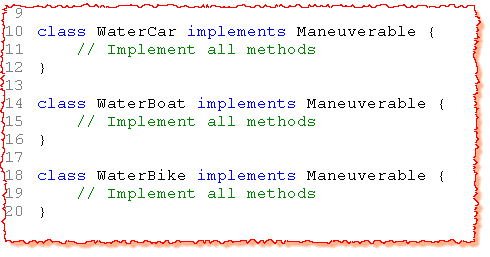 9
10 class WaterCar implements Maneuverable {
11     // Implement all methods
12 }
13
14 class WaterBoat implements Maneuverable {
15     // Implement all methods
16 }
17
18 class WaterBike implements Maneuverable {
19     // Implement all methods
20 }